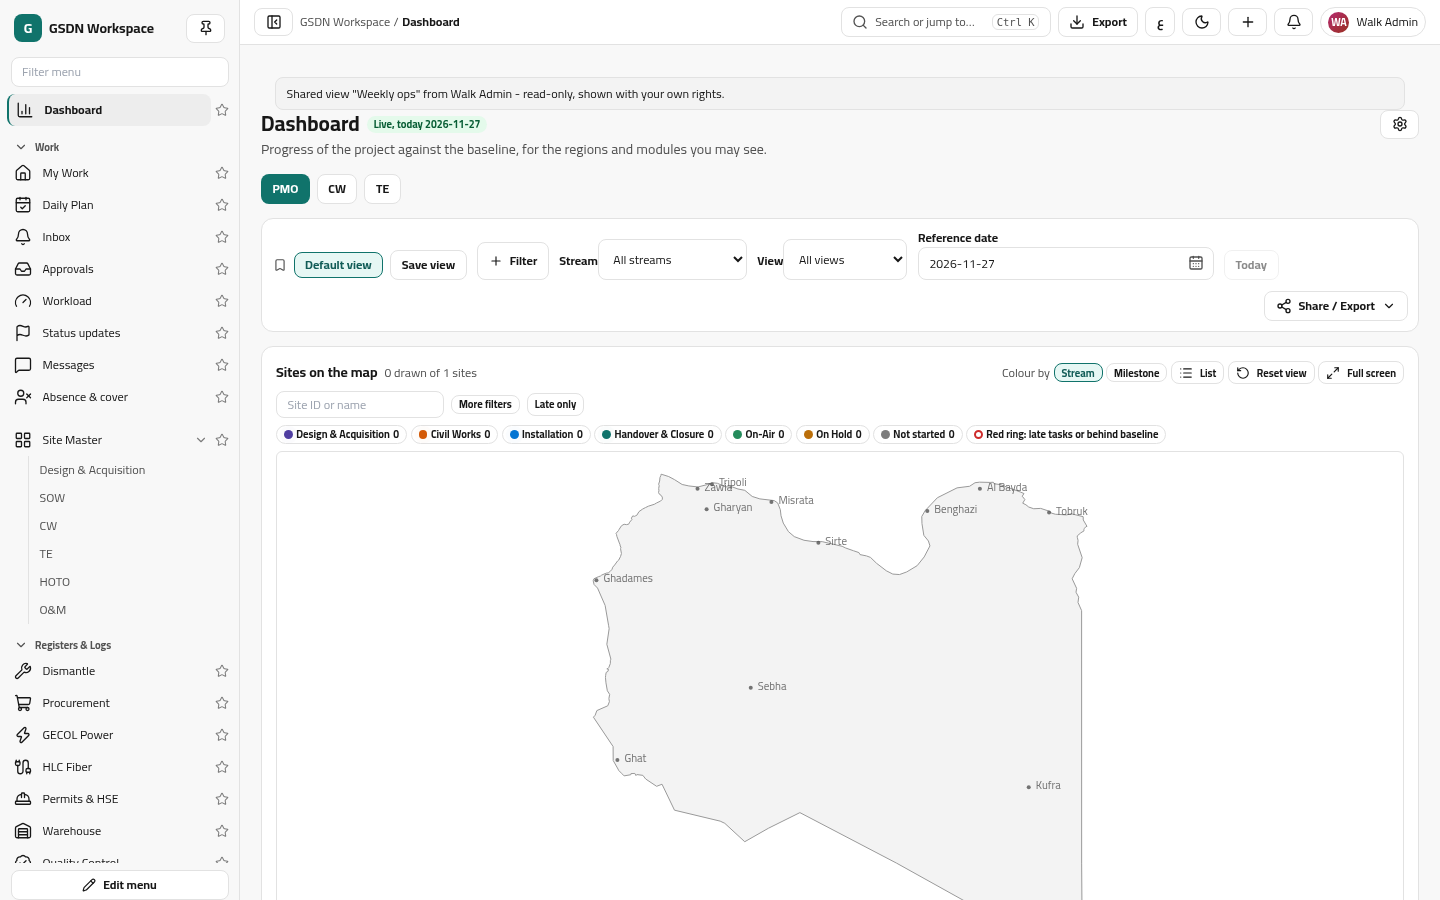 G GSDN Workspace
GSDN Workspace / Dashboard
Search or jump to... Ctrl K
Export
ع
WA Walk Admin
Filter menu
Dashboard
Work
My Work
Daily Plan
Inbox
Approvals
Workload
Status updates
Messages
Absence & cover
Site Master
Design & Acquisition
SOW
CW
TE
HOTO
O&M
Registers & Logs
Dismantle
Procurement
GECOL Power
HLC Fiber
Permits & HSE
Warehouse
Quality Control
Edit menu
Shared view "Weekly ops" from Walk Admin - read-only, shown with your own rights.
Dashboard Live, today 2026-11-27
Progress of the project against the baseline, for the regions and modules you may see.
PMO CW TE
Reference date
Default view Save view Filter Stream All streams View All views 2026-11-27 Today
Share / Export
Sites on the map 0 drawn of 1 sites
Colour by Stream Milestone List Reset view Full screen
Site ID or name More filters Late only
Design & Acquisition 0 Civil Works 0 Installation 0 Handover & Closure 0 On-Air 0 On Hold 0 Not started 0 Red ring: late tasks or behind baseline
Tripoli
Zawia
Al Bayda
Misrata
Gharyan
Benghazi
Tobruk
Sirte
Ghadames
Sebha
Ghat
Kufra